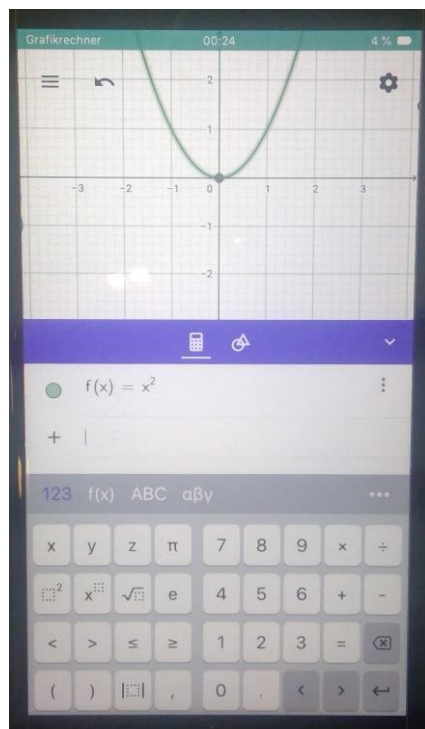 Grafikrechner 00:24 4 %
2
1
-3 -2 -1 0 1 2 3
-1
-2
f(x) = x²
+
123 f(x) ABC αβγ
x y z π 7 8 9 × ÷
² x √ e 4 5 6 + -
< > ≤ ≥ 1 2 3 =
( ) | | , 0 . < >